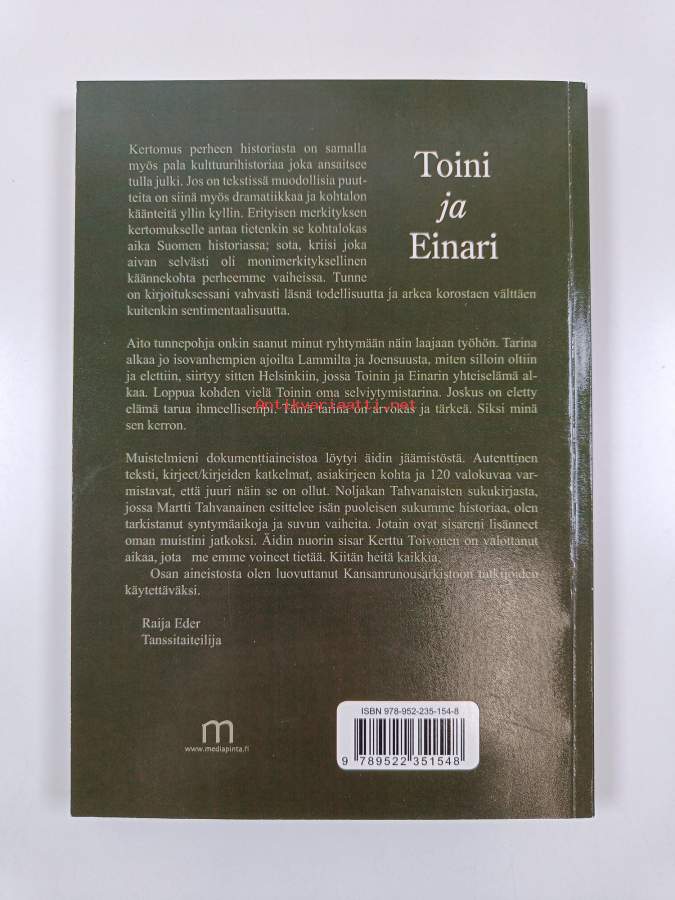 Toini
ja
Einari
Kertomus perheen historiasta on samalla
myös pala kulttuurihistoriaa joka ansaitsee
tulla julki. Jos on tekstissä muodollisia puut-
teita on siinä myös dramatiikkaa ja kohtalon
käänteitä yllin kyllin. Erityisen merkityksen
kertomukselle antaa tietenkin se kohtalokas
aika Suomen historiassa; sota, kriisi joka
aivan selvästi oli monimerkityksellinen
käännekohta perheemme vaiheissa. Tunne
on kirjoituksessani vahvasti läsnä todellisuutta ja arkea korostaen välttäen
kuitenkin sentimentaalisuutta.
Aito tunnepohja onkin saanut minut ryhtymään näin laajaan työhön. Tarina
alkaa jo isovanhempien ajoilta Lammilta ja Joensuusta, miten silloin oltiin
ja elettiin, siirtyy sitten Helsinkiin, jossa Toinin ja Einarin yhteiselämä al-
kaa. Loppua kohden vielä Toinin oma selviytymistarina. Joskus on eletty
elämä tarua ihmeellisempi. Tämä tarina on arvokas ja tärkeä. Siksi minä
sen kerron.
Antikvariaatti.net
Muistelmieni dokumenttiaineistoa löytyi äidin jäämistöstä. Autenttinen
teksti, kirjeet/kirjeiden katkelmat, asiakirjeen kohta ja 120 valokuvaa var-
mistavat, että juuri näin se on ollut. Noljakan Tahvanaisten sukukirjasta,
jossa Martti Tahvanainen esittelee isän puoleisen sukumme historiaa, olen
tarkistanut syntymäaikoja ja suvun vaiheita. Jotain ovat sisareni lisänneet
oman muistini jatkoksi. Äidin nuorin sisar Kerttu Toivonen on valottanut
aikaa, jota me emme voineet tietää. Kiitän heitä kaikkia.
Osan aineistosta olen luovuttanut Kansanrunousarkistoon tutkijoiden
käytettäväksi.
Raija Eder
Tanssitaiteilija
m
www.mediapinta.fi
ISBN 978-952-235-154-8
9 789522 351548